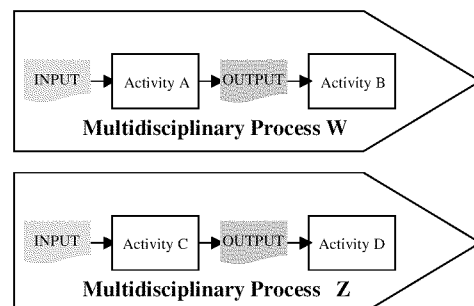 INPUT Activity A OUTPUT Activity B
Multidisciplinary Process W
INPUT Activity C OUTPUT Activity D
Multidisciplinary Process Z